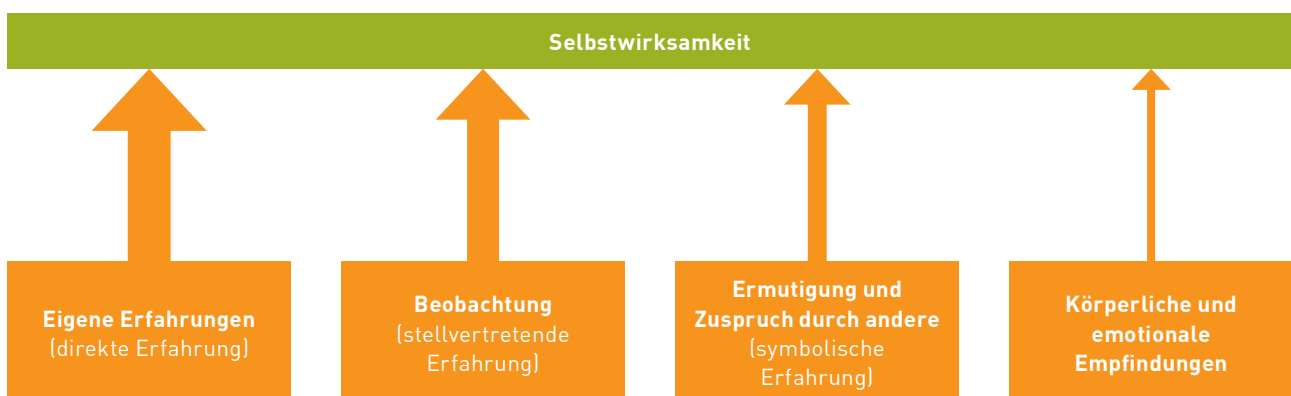 Selbstwirksamkeit
Eigene Erfahrungen
(direkte Erfahrung)
Beobachtung
(stellvertretende
Erfahrung)
Ermutigung und
Zuspruch durch andere
(symbolische
Erfahrung)
Körperliche und
emotionale
Empfindungen